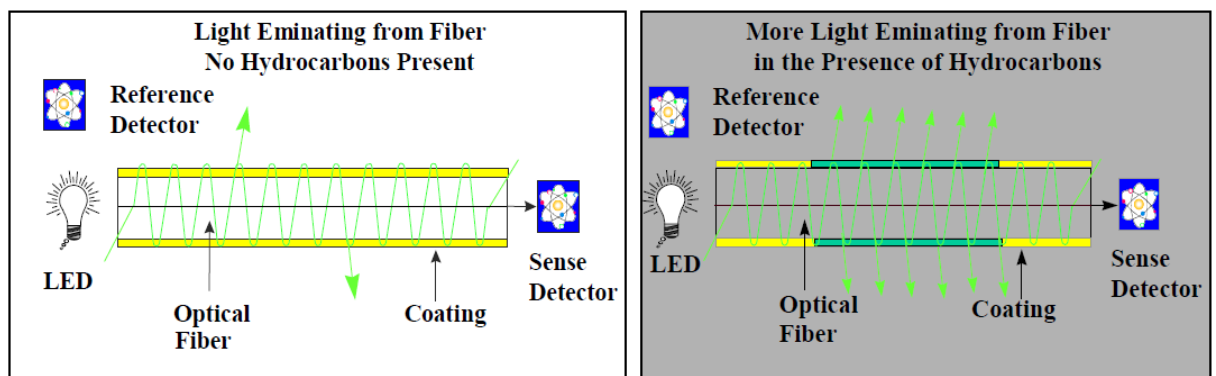 Light Eminating from Fiber
No Hydrocarbons Present
Reference
Detector
LED
Optical
Fiber
Coating
Sense
Detector
More Light Eminating from Fiber
in the Presence of Hydrocarbons
Reference
Detector
LED
Optical
Fiber
Coating
Sense
Detector